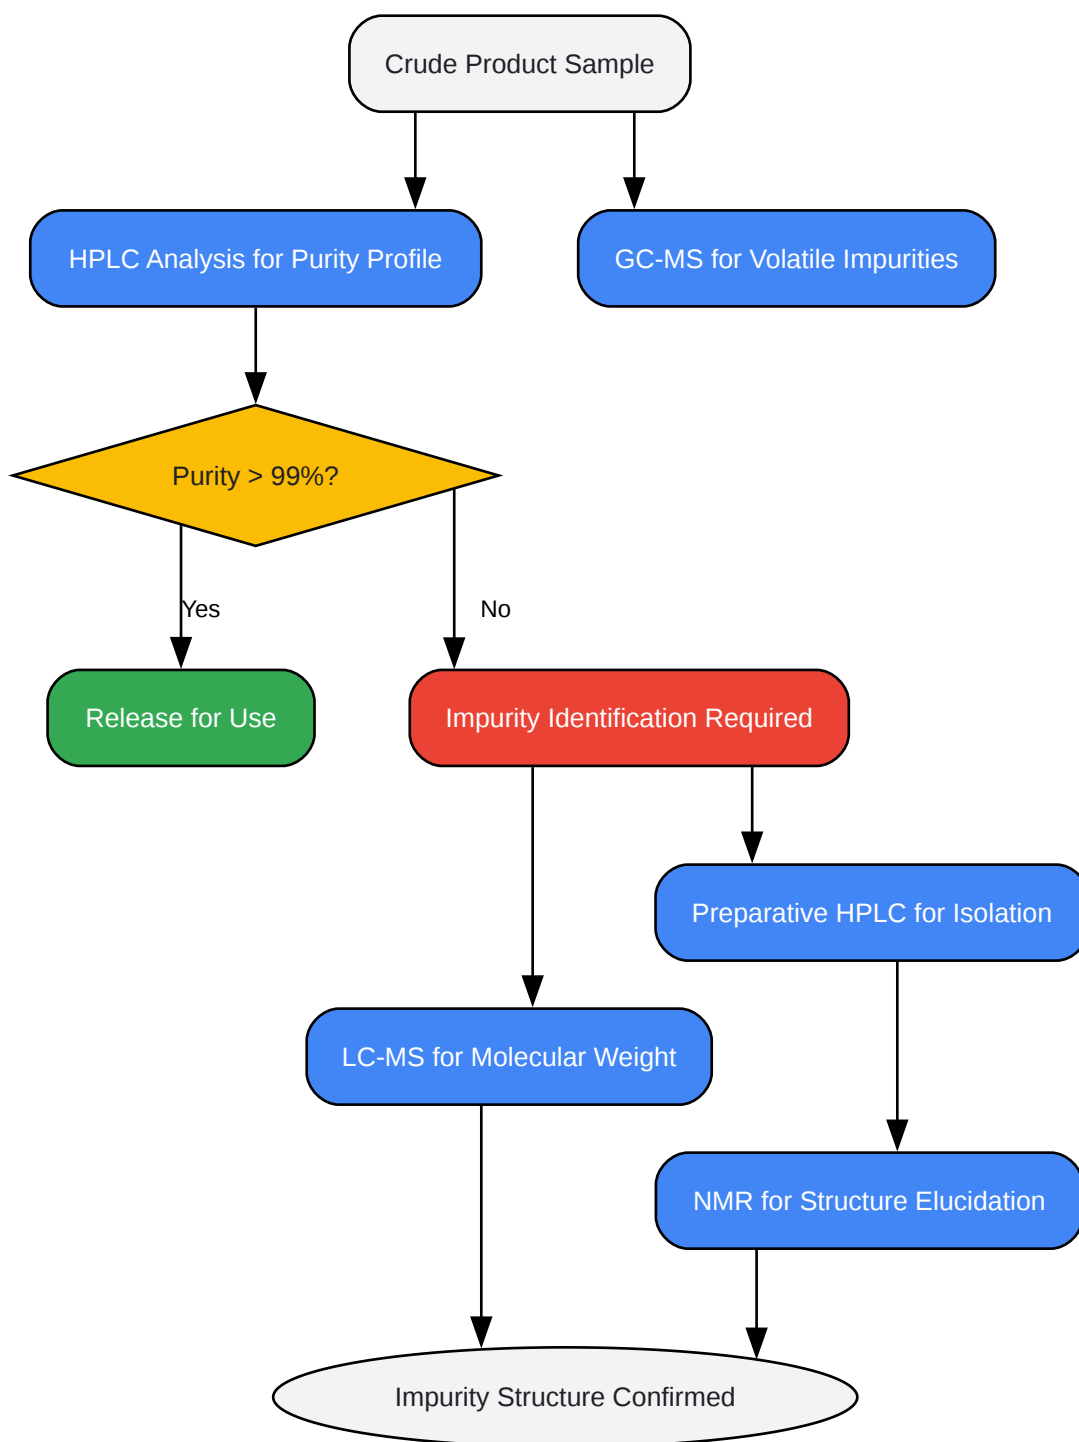 Crude Product Sample
HPLC Analysis for Purity Profile
GC-MS for Volatile Impurities
Purity > 99%?
Yes
No
Release for Use
Impurity Identification Required
Preparative HPLC for Isolation
LC-MS for Molecular Weight
NMR for Structure Elucidation
Impurity Structure Confirmed